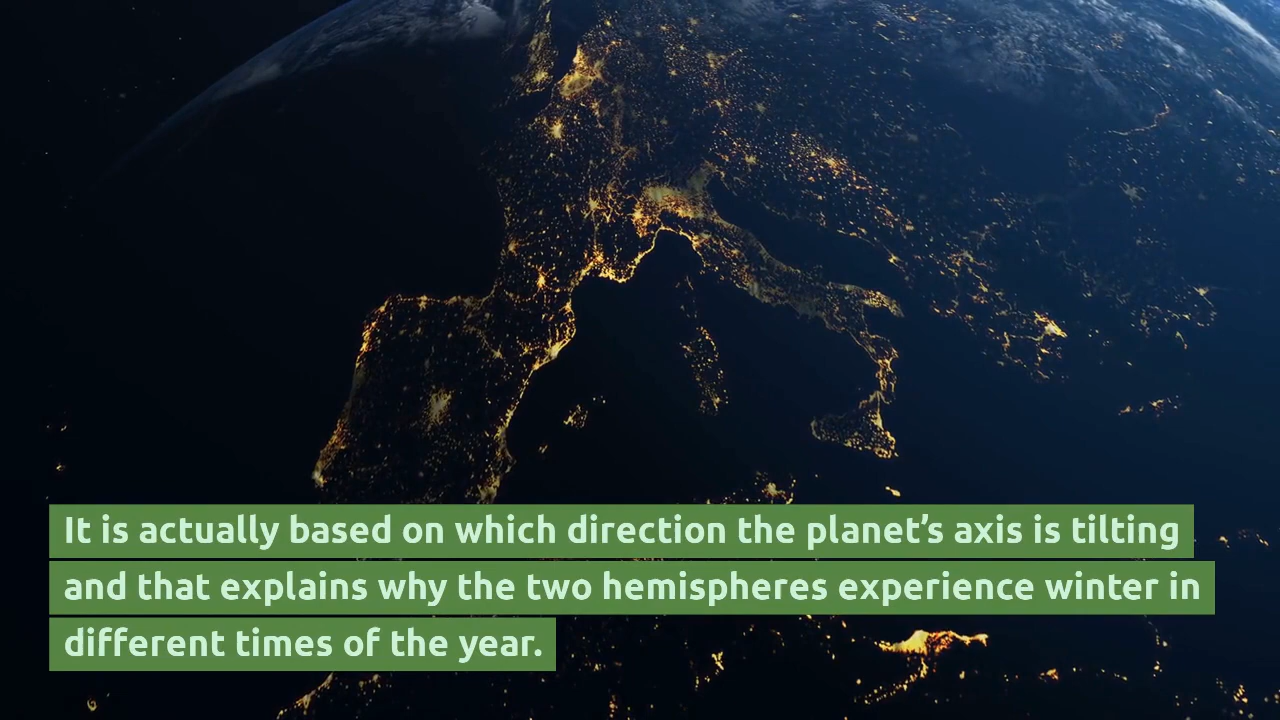 It is actually based on which direction the planet’s axis is tilting
and that explains why the two hemispheres experience winter in
different times of the year.